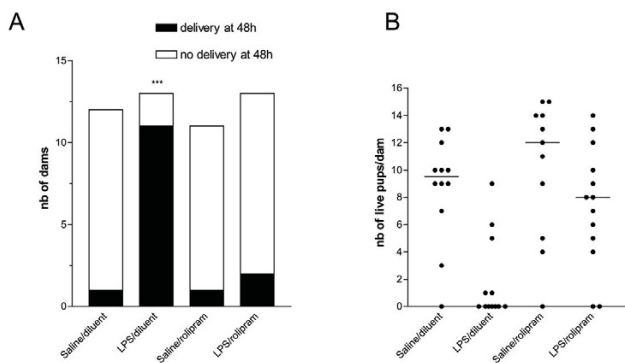 A
delivery at 48h
no delivery at 48h
nb of dams
15
10
5
0
***
Saline/diluent
LPS/diluent
Saline/rolipram
LPS/rolipram
B
nb of live pups/dam
16
14
12
10
8
6
4
2
0
Saline/diluent
LPS/diluent
Saline/rolipram
LPS/rolipram